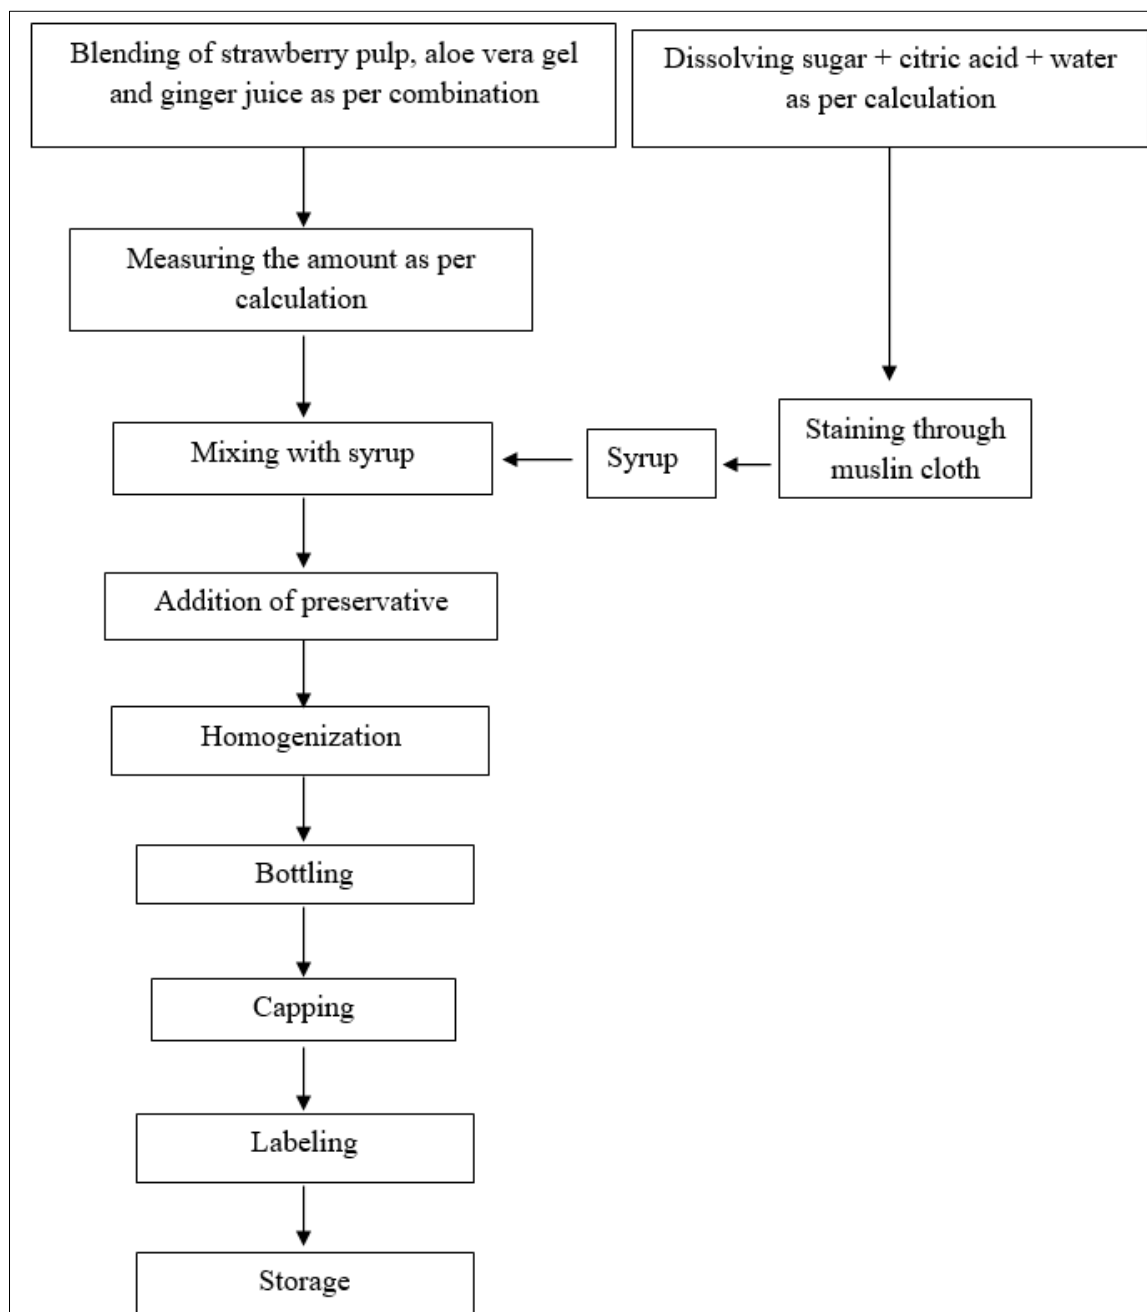 Blending of strawberry pulp, aloe vera gel
and ginger juice as per combination
Dissolving sugar + citric acid + water
as per calculation
Measuring the amount as per
calculation
Mixing with syrup
Syrup
Staining through
muslin cloth
Addition of preservative
Homogenization
Bottling
Capping
Labeling
Storage